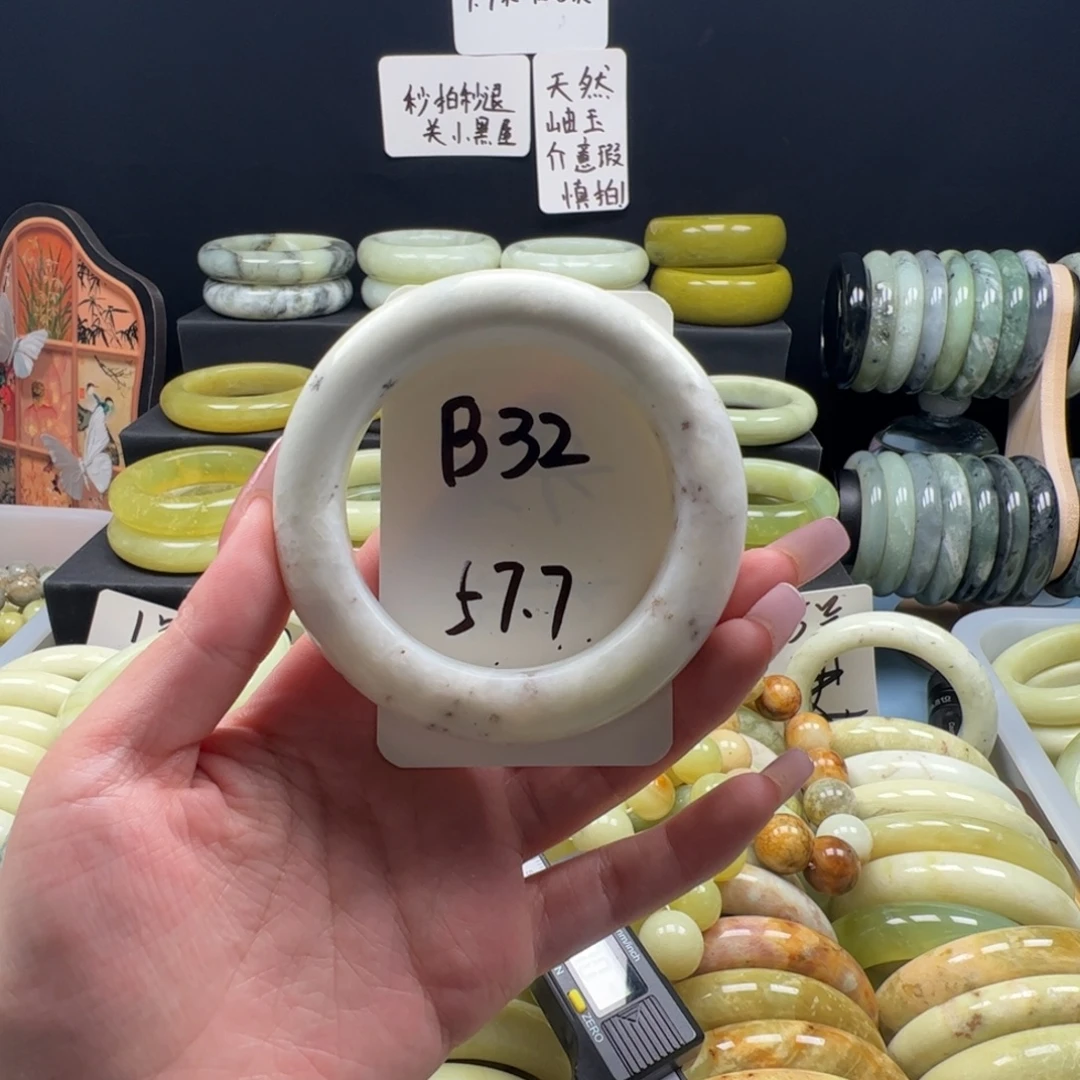 秒拍秒退
关小黑屋
天然
岫玉
介意瑕
慎拍!
B32
57.7
mm/inch
ZERO